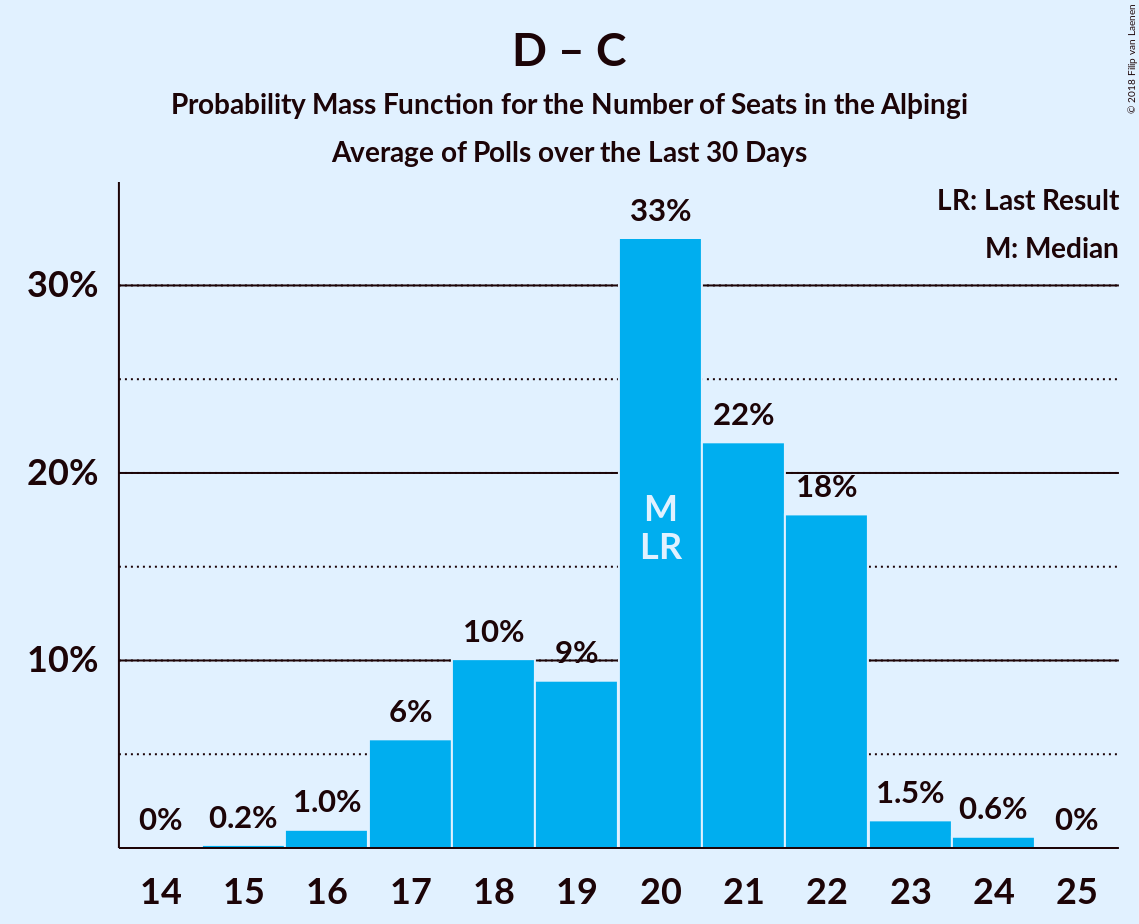 D – C
Probability Mass Function for the Number of Seats in the Alþingi
Average of Polls over the Last 30 Days
© 2018 Filip van Laenen
LR: Last Result
M: Median
30%
20%
10%
0%
0.2%
1.0%
6%
10%
9%
33%
22%
18%
1.5%
0.6%
0%
M
LR
14 15 16 17 18 19 20 21 22 23 24 25